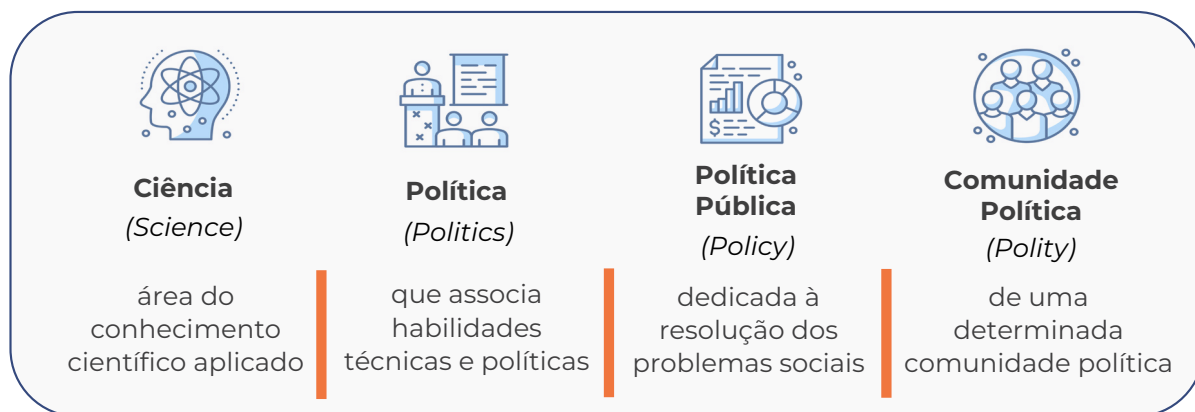 Ciência
(Science)
área do
conhecimento
científico aplicado
Política
(Politics)
que associa
habilidades
técnicas e políticas
$
Política
Pública
(Policy)
dedicada à
resolução dos
problemas sociais
Comunidade
Política
(Polity)
de uma
determinada
comunidade política